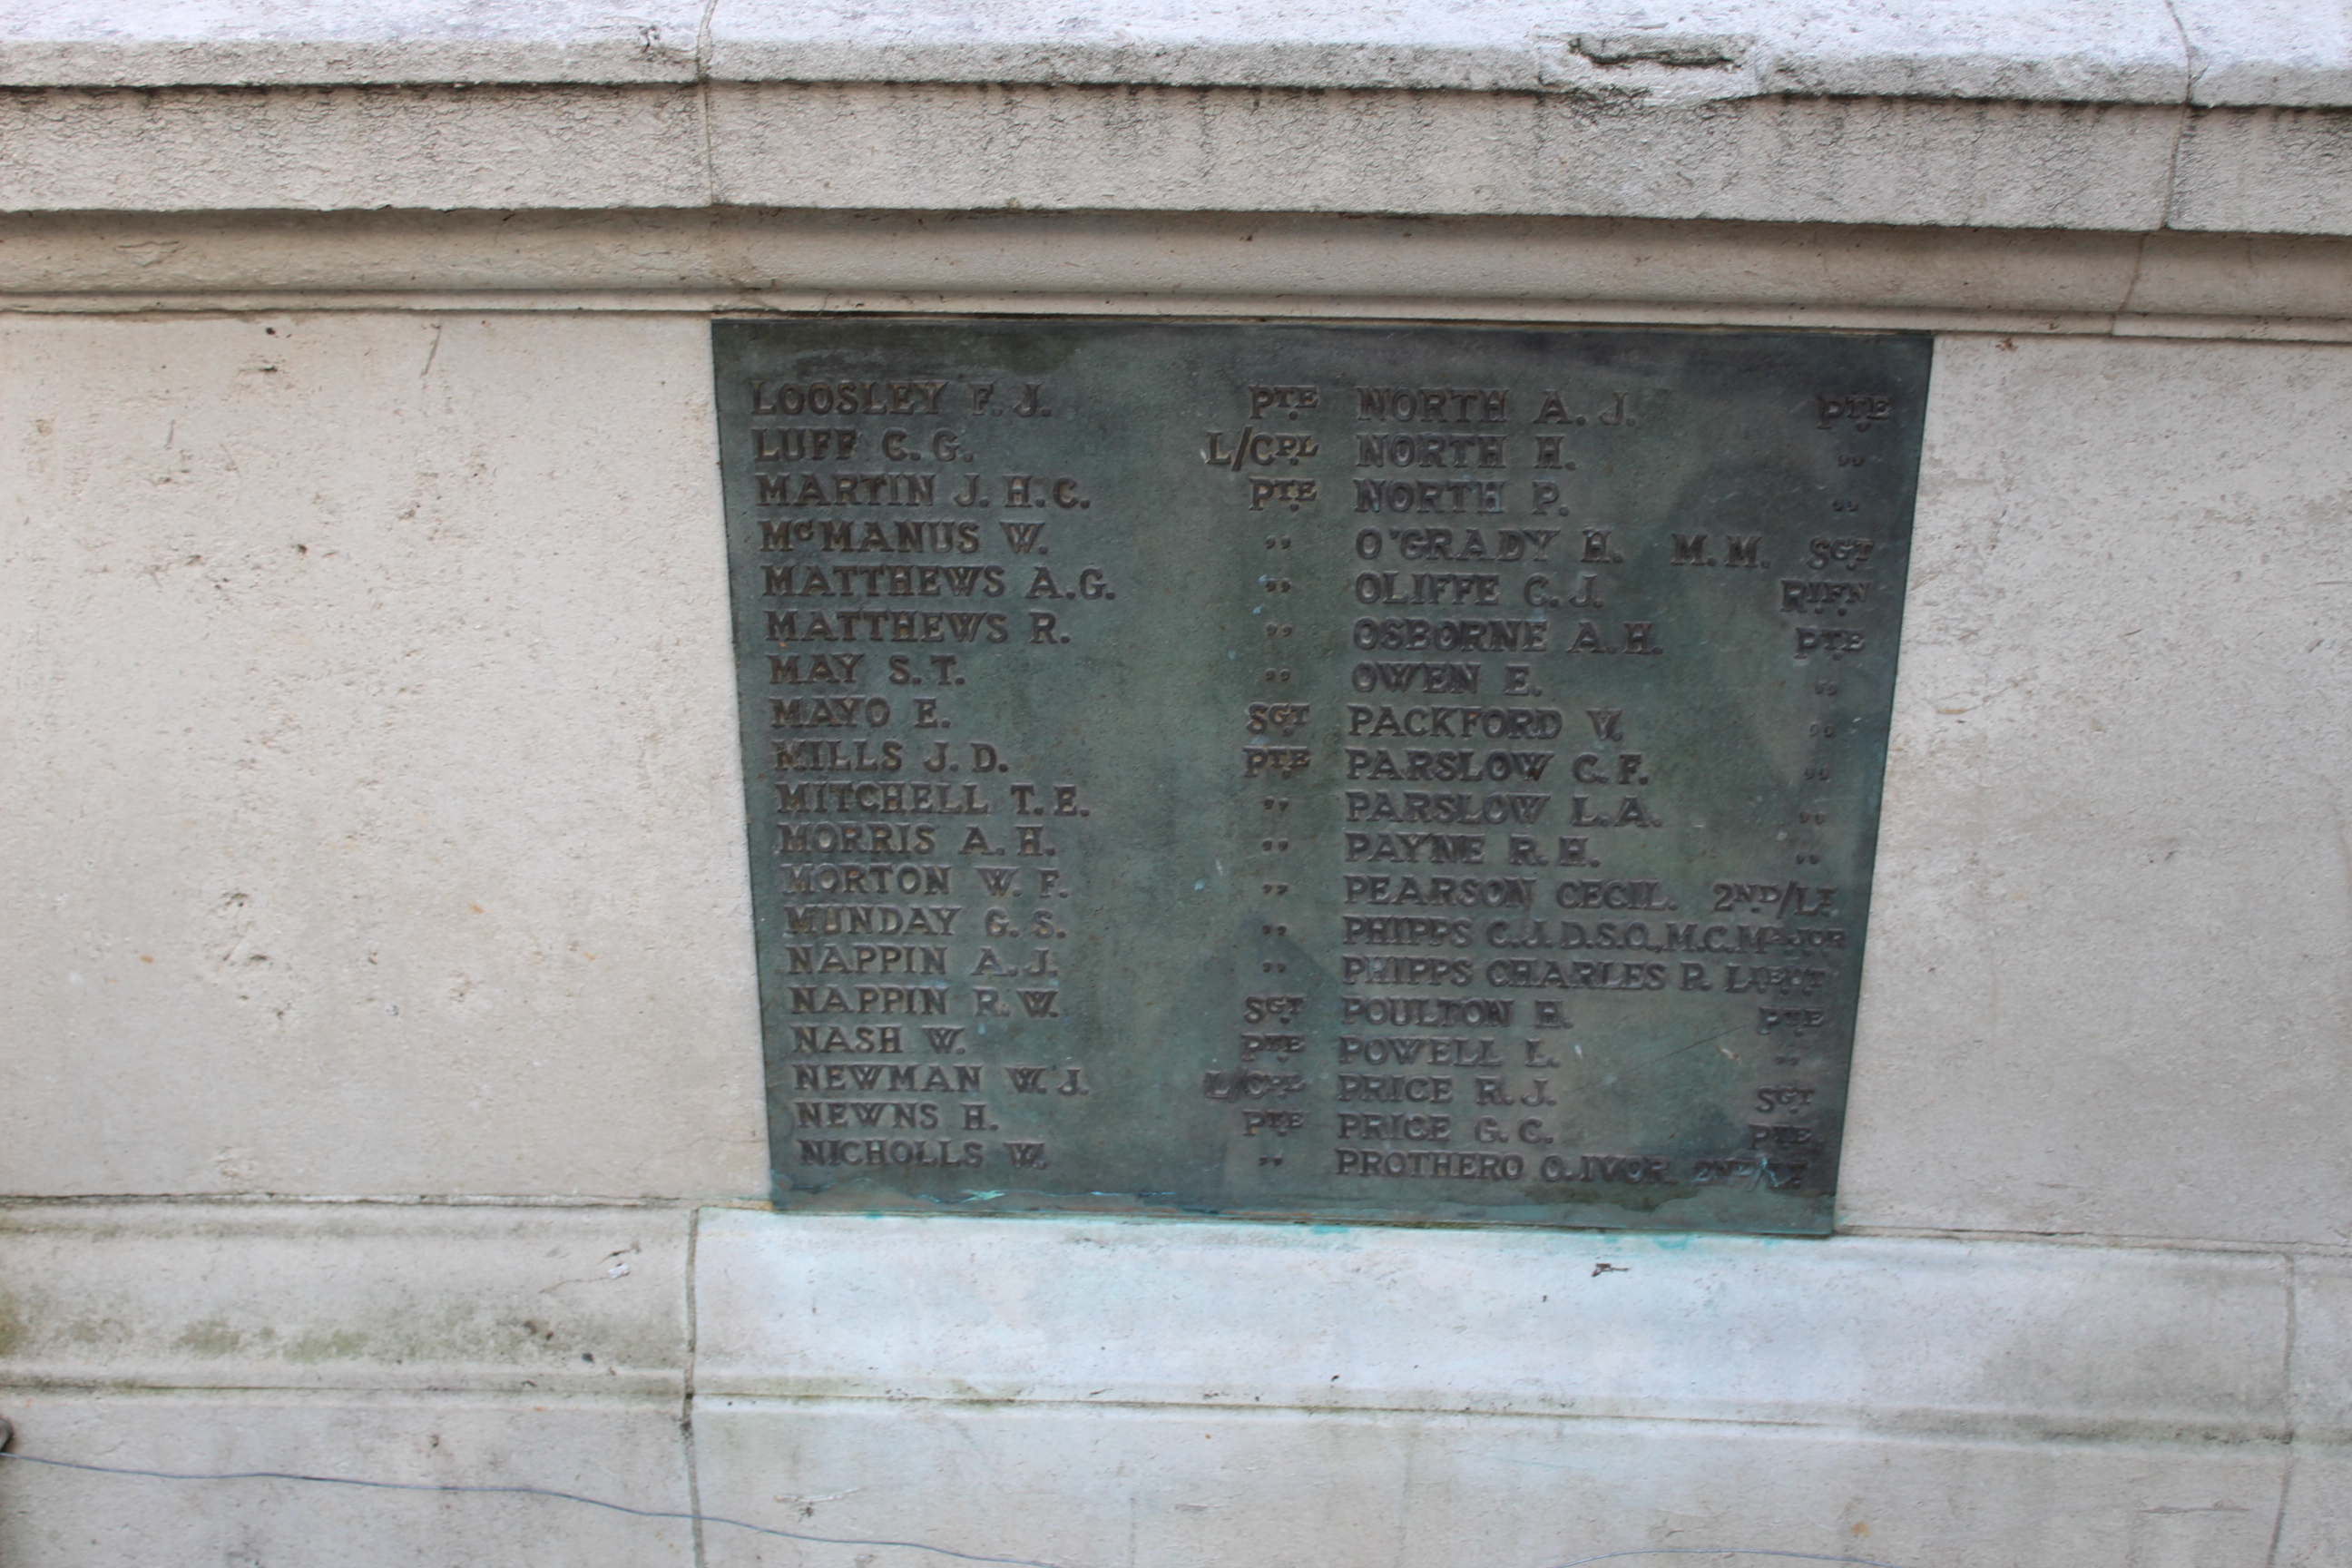 LOOSLEY F. J. PTE
LUFF C. G. L/CPL
MARTIN J. H. C. PTE
McMANUS W. ,,
MATTHEWS A. G. ,,
MATTHEWS R. ,,
MAY S. T. ,,
MAYO E. SGT
MILLS J. D. PTE
MITCHELL T. E. ,,
MORRIS A. H. ,,
MORTON W. F. ,,
MUNDAY G. S. ,,
NAPPIN A. J. ,,
NAPPIN R. W. SGT
NASH W. PTE
NEWMAN W. J. L/CPL
NEWNS H. PTE
NICHOLLS W. ,,
NORTH A. J. PTE
NORTH H. ,,
NORTH P. ,,
O'GRADY H. M. M. SGT
OLIFFE C. J. RIFN
OSBORNE A. H. PTE
OWEN E. ,,
PACKFORD W. ,,
PARSLOW C. F. ,,
PARSLOW L. A. ,,
PAYNE R. H. ,,
PEARSON CECIL. 2ND/LT
PHIPPS C. J. D.S.O., M.C. MAJOR
PHIPPS CHARLES P. LIEUT
POULTON H. PTE
POWELL L. ,,
PRICE R. J. SGT
PRICE G. C. PTE
PROTHERO O. IVOR. 2ND/LT